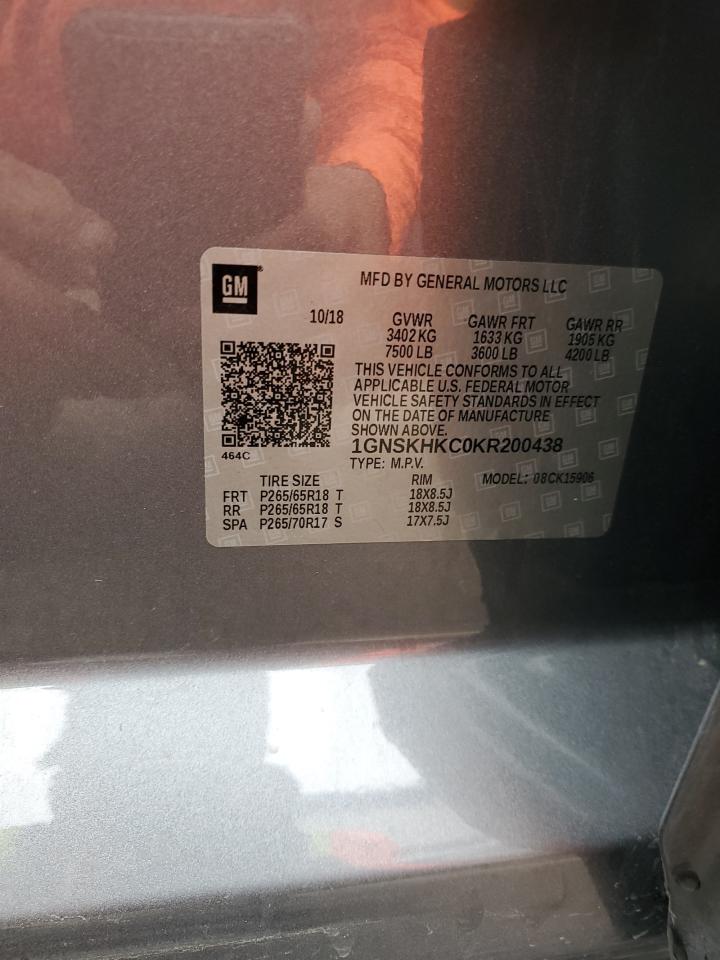 GM
MFD BY GENERAL MOTORS LLC
10/18 GVWR GAWR FRT GAWR RR
3402 KG 1633 KG 1905 KG
7500 LB 3600 LB 4200 LB
THIS VEHICLE CONFORMS TO ALL
APPLICABLE U.S. FEDERAL MOTOR
VEHICLE SAFETY STANDARDS IN EFFECT
ON THE DATE OF MANUFACTURE
SHOWN ABOVE.
1GNSKHKC0KR200438
464C
TYPE: M.P.V.
TIRE SIZE RIM MODEL: 08CK15906
FRT P265/65R18 T 18X8.5J
RR P265/65R18 T 18X8.5J
SPA P265/70R17 S 17X7.5J